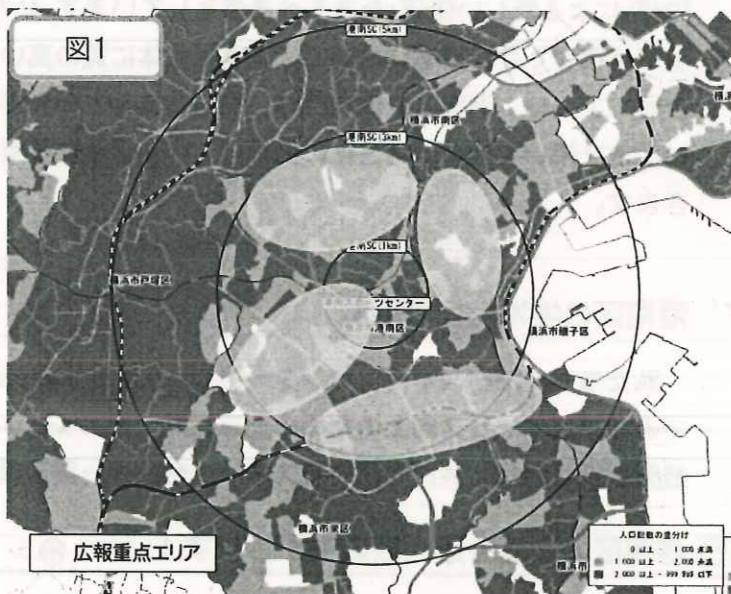 図1
港南SC(5km)
横浜市南区
港南SC(3km)
港南SC(1km)
横浜市戸塚区
ツセンター
港南区
横浜市磯子区
横浜市栄区
広報重点エリア
横浜市
人口総数の塗分け
0 以上 - 1 000 未満
1 000 以上 - 2 000 未満
2 000 以上 - 999 999 以下